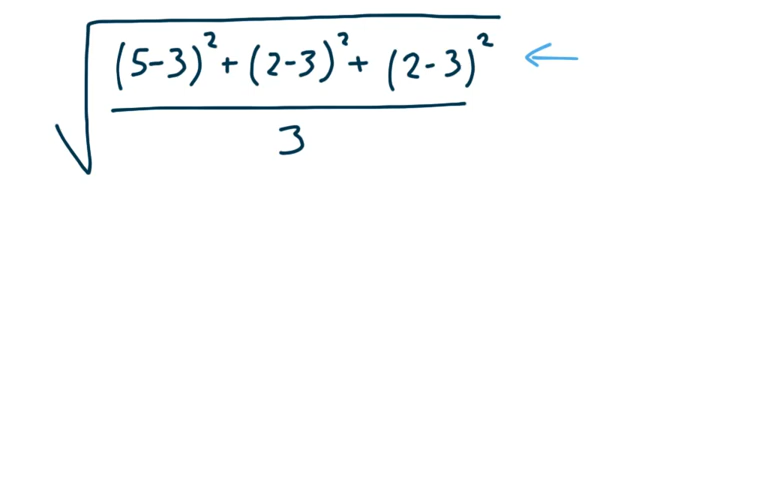 √(((5-3)² + (2-3)² + (2-3)²) / 3) ←